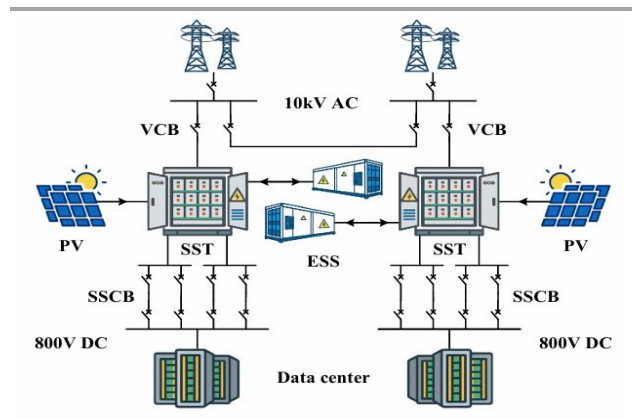 10kV AC
VCB
VCB
PV
SST
ESS
SST
PV
SSCB
SSCB
800V DC
800V DC
Data center